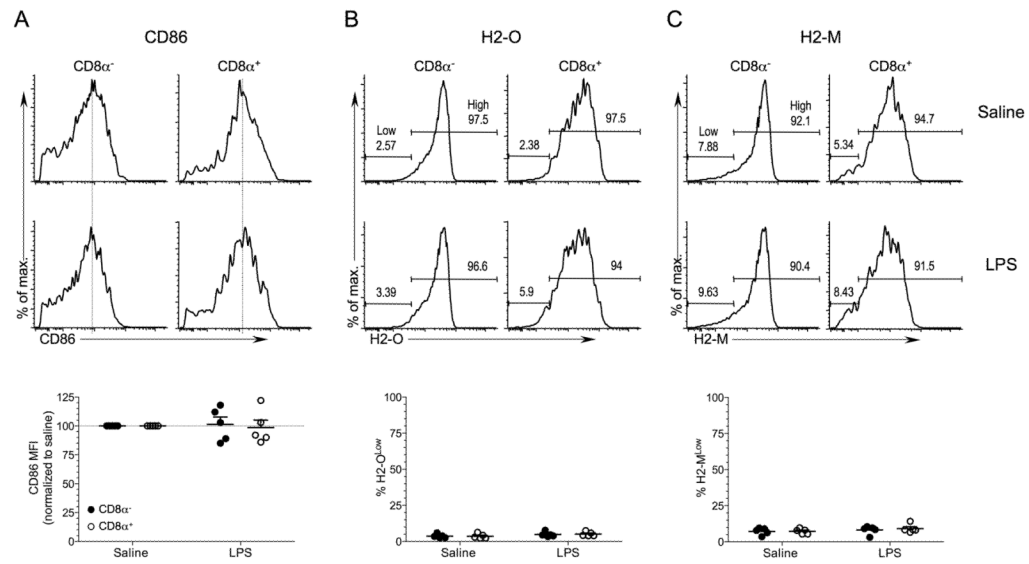 A
B
C
CD86
H2-O
H2-M
CD8α⁻
CD8α⁺
CD8α⁻
CD8α⁺
CD8α⁻
CD8α⁺
Saline
Low
2.57
High
97.5
2.38
97.5
Low
7.88
High
92.1
5.34
94.7
LPS
3.39
96.6
5.9
94
9.63
90.4
8.43
91.5
% of max.
% of max.
% of max.
CD86
H2-O
H2-M
CD86 MFI
(normalized to saline)
125
100
75
50
25
0
CD8α⁻
CD8α⁺
Saline
LPS
% H2-Oᴸᵒʷ
100
75
50
25
0
Saline
LPS
% H2-Mᴸᵒʷ
100
75
50
25
0
Saline
LPS